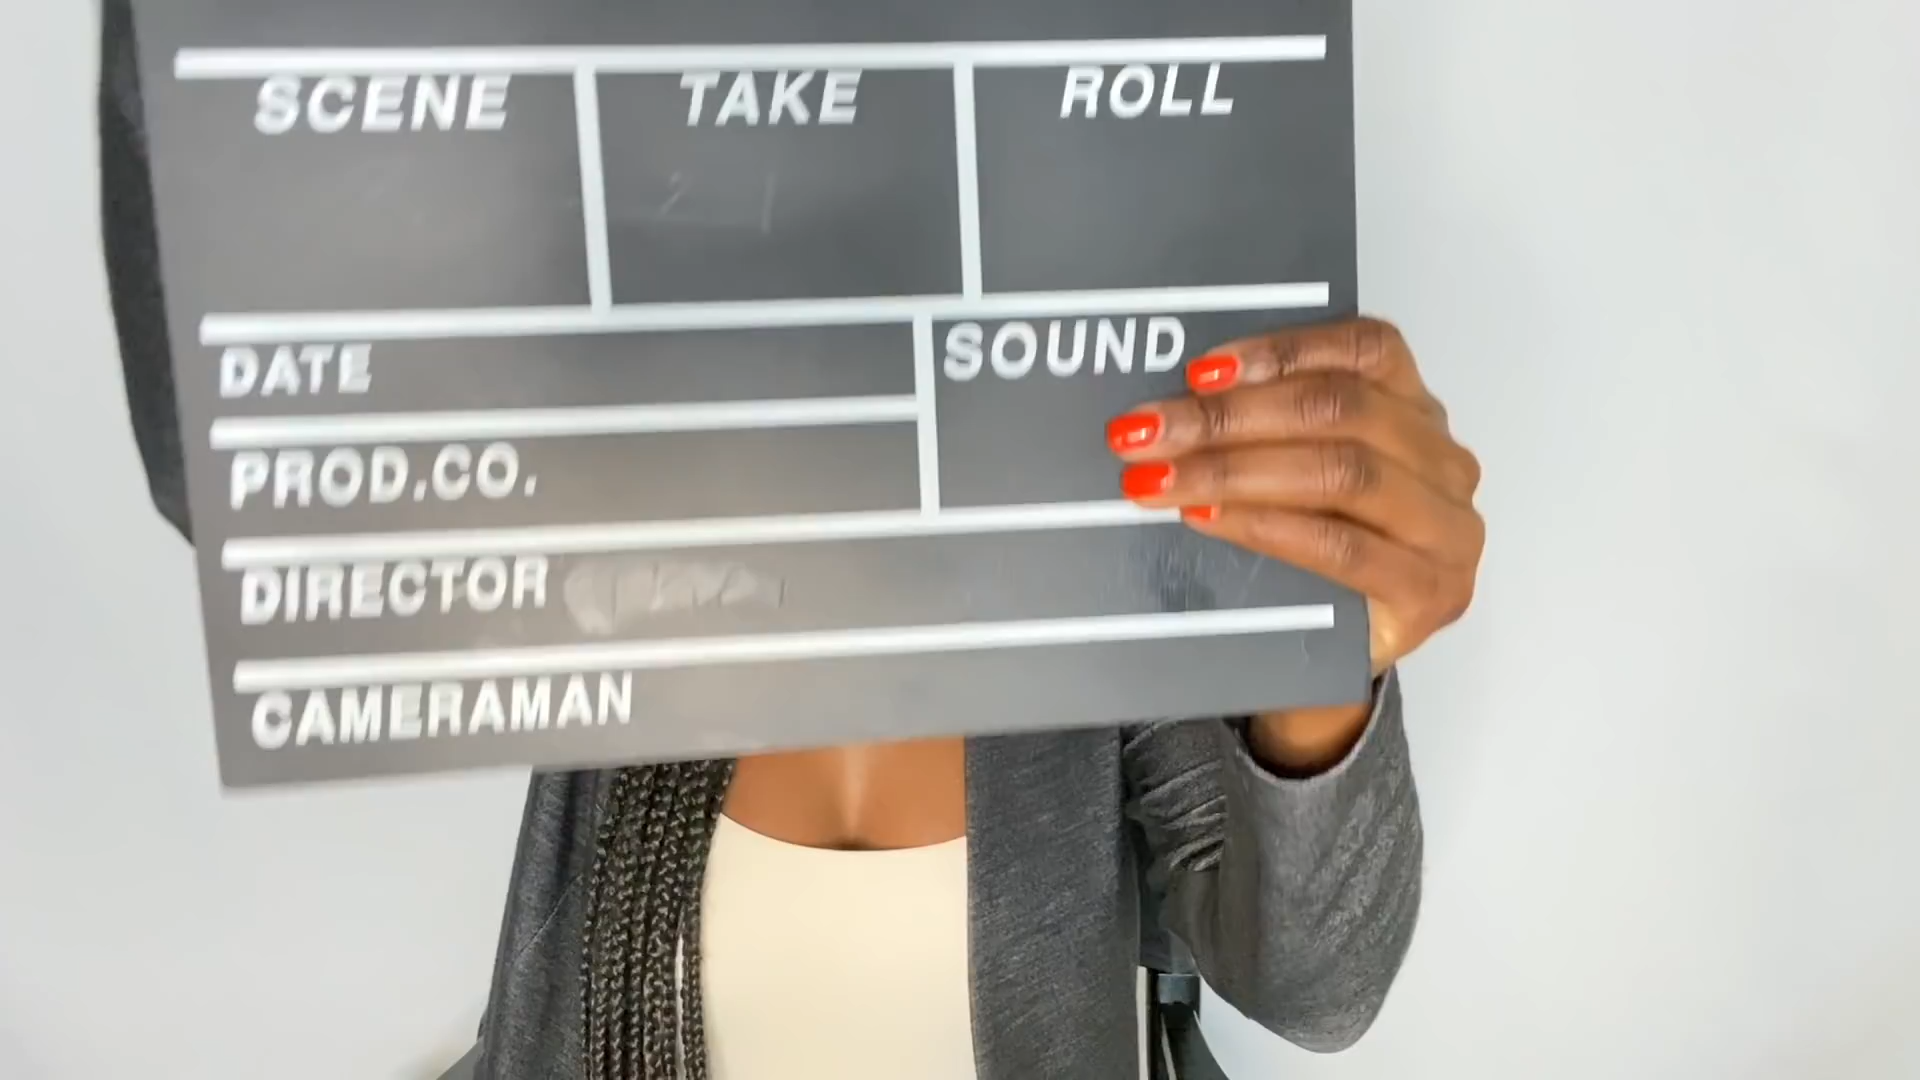 SCENE TAKE ROLL
DATE
SOUND
PROD.CO.
DIRECTOR
CAMERAMAN